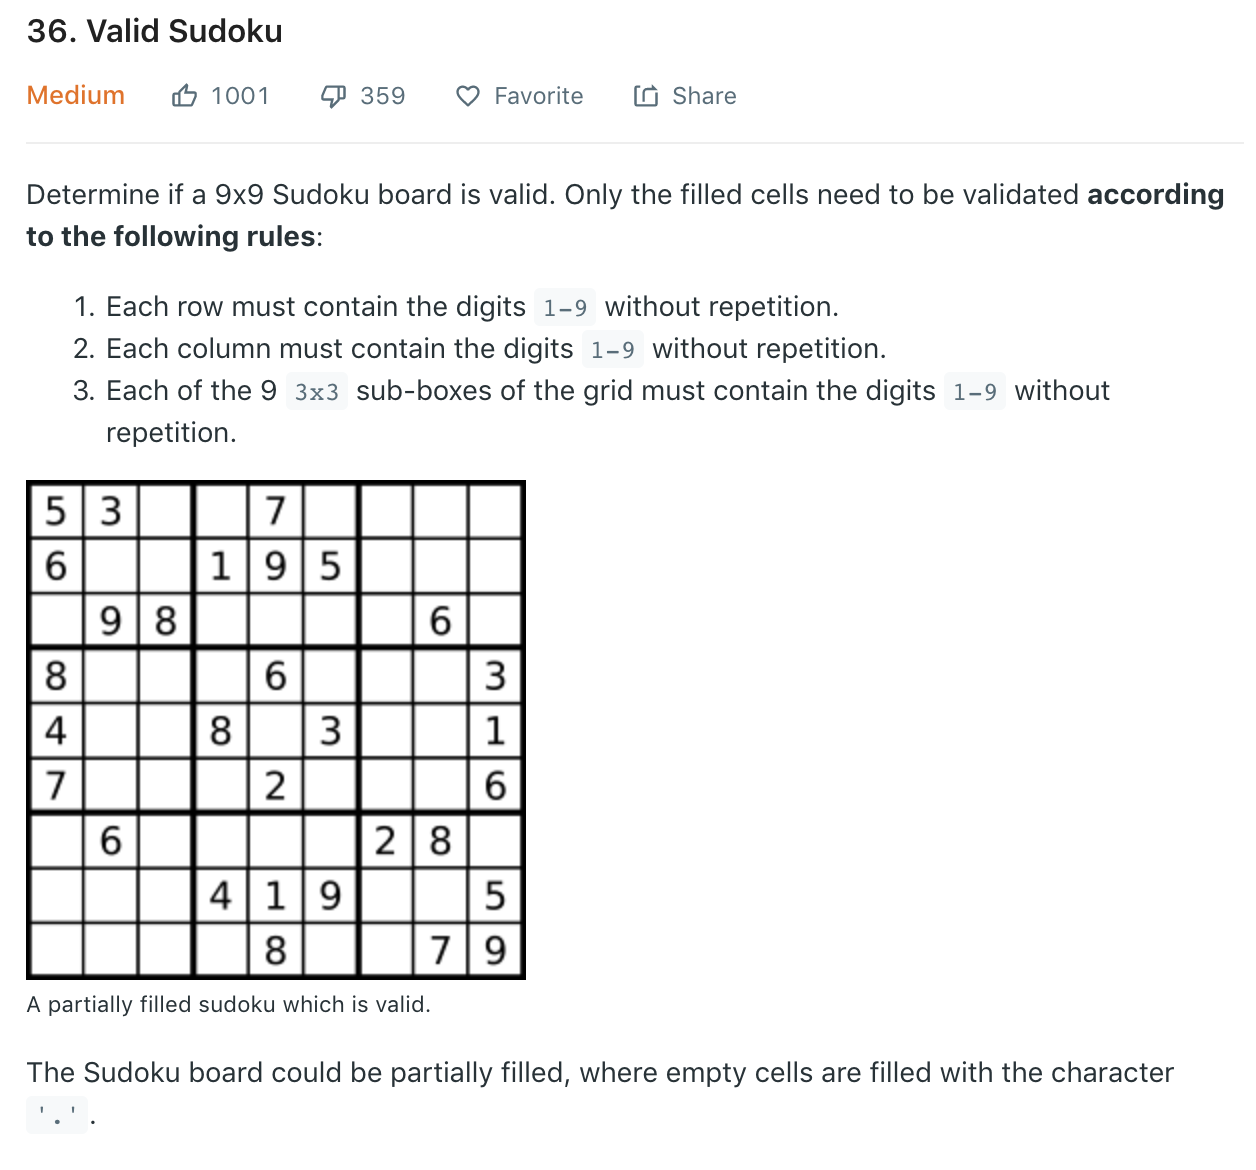 36. Valid Sudoku
Medium 1001 359 Favorite Share
Determine if a 9x9 Sudoku board is valid. Only the filled cells need to be validated according
to the following rules:
1. Each row must contain the digits 1-9 without repetition.
2. Each column must contain the digits 1-9 without repetition.
3. Each of the 9 3x3 sub-boxes of the grid must contain the digits 1-9 without
repetition.
5 3 7
6 1 9 5
9 8 6
8 6 3
4 8 3 1
7 2 6
6 2 8
4 1 9 5
8 7 9
A partially filled sudoku which is valid.
The Sudoku board could be partially filled, where empty cells are filled with the character
'.'.